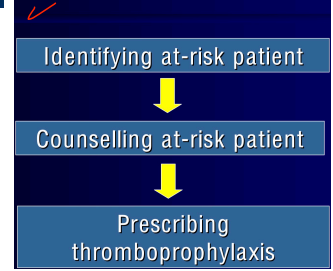 Identifying at-risk patient
Counselling at-risk patient
Prescribing
thromboprophylaxis